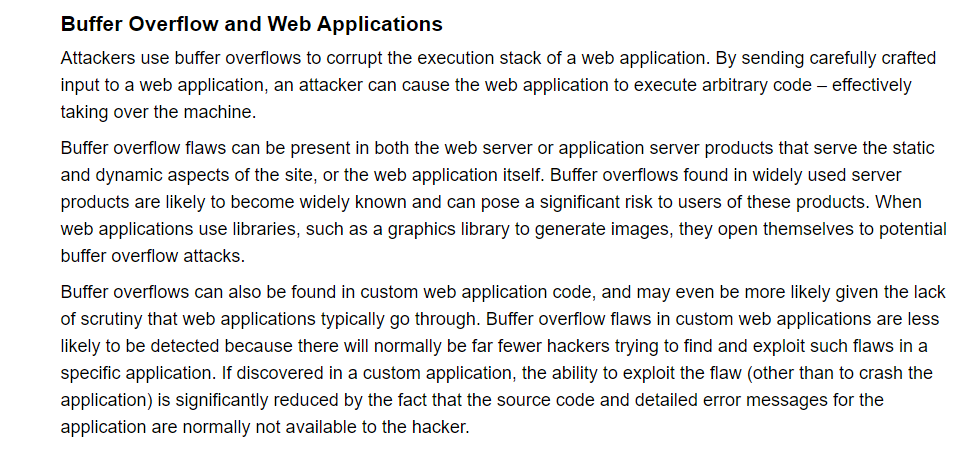 Buffer Overflow and Web Applications
Attackers use buffer overflows to corrupt the execution stack of a web application. By sending carefully crafted
input to a web application, an attacker can cause the web application to execute arbitrary code – effectively
taking over the machine.
Buffer overflow flaws can be present in both the web server or application server products that serve the static
and dynamic aspects of the site, or the web application itself. Buffer overflows found in widely used server
products are likely to become widely known and can pose a significant risk to users of these products. When
web applications use libraries, such as a graphics library to generate images, they open themselves to potential
buffer overflow attacks.
Buffer overflows can also be found in custom web application code, and may even be more likely given the lack
of scrutiny that web applications typically go through. Buffer overflow flaws in custom web applications are less
likely to be detected because there will normally be far fewer hackers trying to find and exploit such flaws in a
specific application. If discovered in a custom application, the ability to exploit the flaw (other than to crash the
application) is significantly reduced by the fact that the source code and detailed error messages for the
application are normally not available to the hacker.